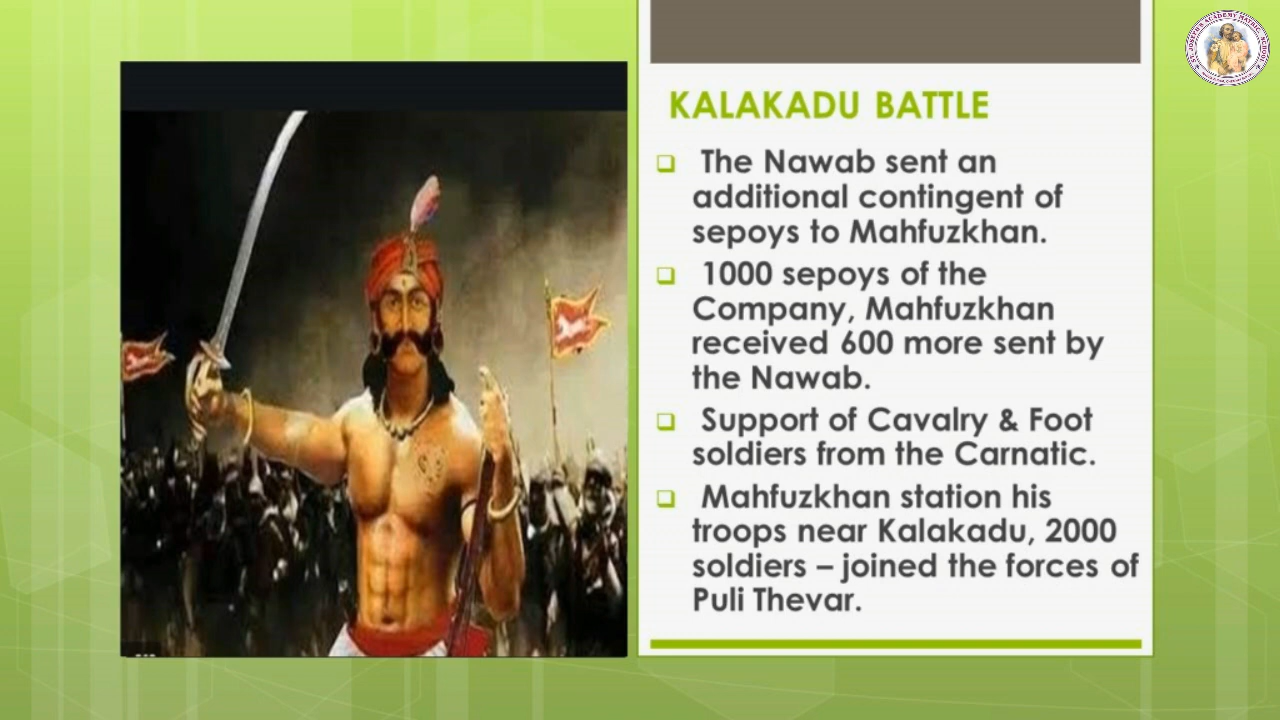 KALAKADU BATTLE
The Nawab sent an
additional contingent of
sepoys to Mahfuzkhan.
1000 sepoys of the
Company, Mahfuzkhan
received 600 more sent by
the Nawab.
Support of Cavalry & Foot
soldiers from the Carnatic.
Mahfuzkhan station his
troops near Kalakadu, 2000
soldiers – joined the forces of
Puli Thevar.